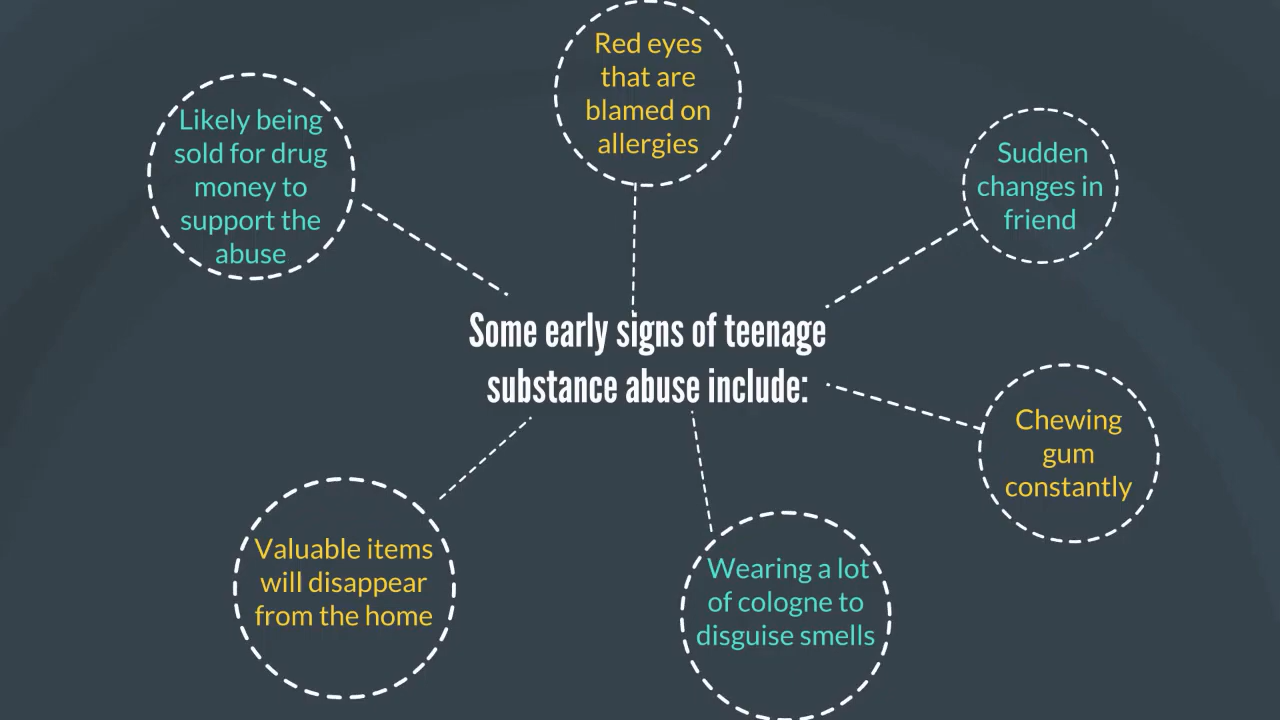 Red eyes
that are
blamed on
allergies
Likely being
sold for drug
money to
support the
abuse
Sudden
changes in
friend
Some early signs of teenage
substance abuse include:
Chewing
gum
constantly
Valuable items
will disappear
from the home
Wearing a lot
of cologne to
disguise smells